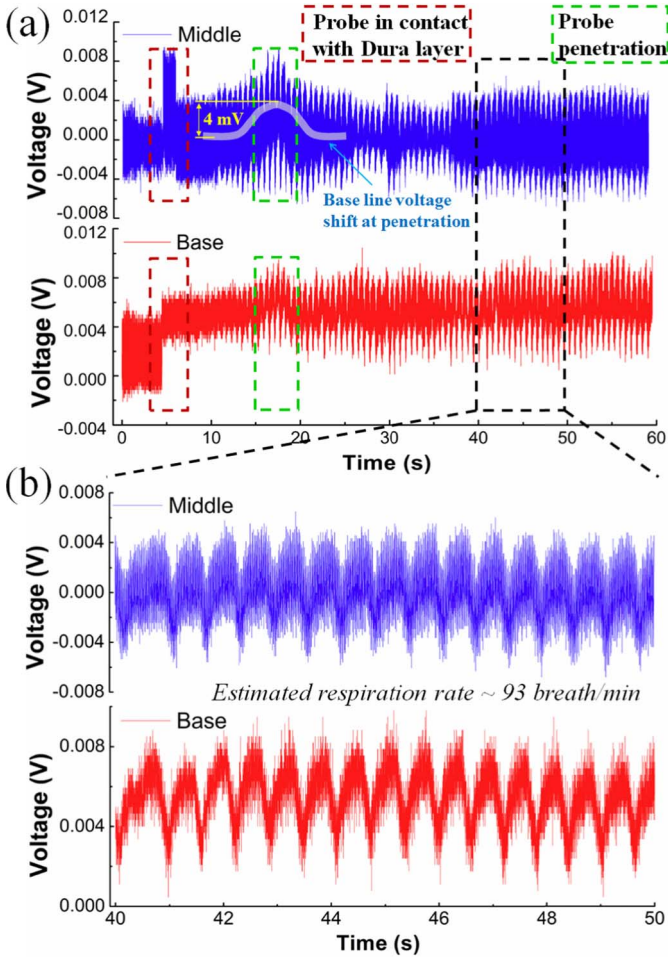 (a)
Probe in contact
with Dura layer
Probe
penetration
Middle
0.012
0.008
0.004
0.000
-0.004
-0.008
Voltage (V)
4 mV
Base line voltage
shift at penetration
Base
0.008
0.004
0.000
-0.004
Voltage (V)
0 10 20 30 40 50 60
Time (s)
(b)
Middle
0.008
0.004
0.000
-0.004
-0.008
Voltage (V)
Estimated respiration rate ~ 93 breath/min
Base
0.008
0.004
0.000
Voltage (V)
40 42 44 46 48 50
Time (s)